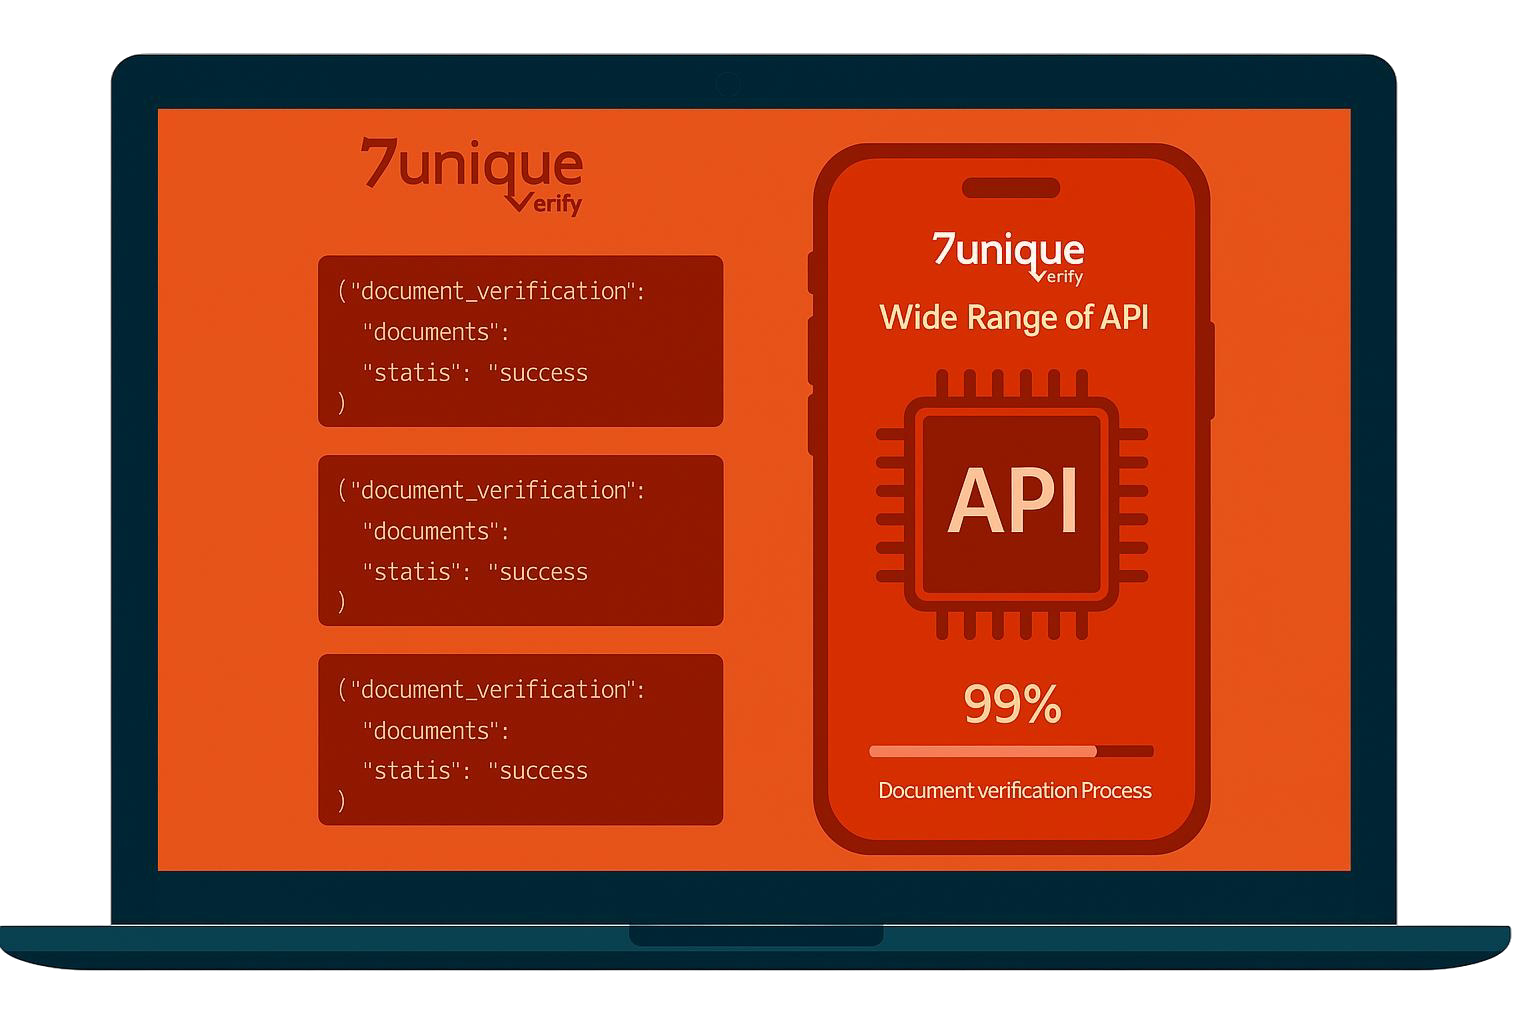 7unique
Verify
("document_verification":
"documents":
"statis": "success
)
("document_verification":
"documents":
"statis": "success
)
("document_verification":
"documents":
"statis": "success
)
7unique
Verify
Wide Range of API
API
99%
Document verification Process